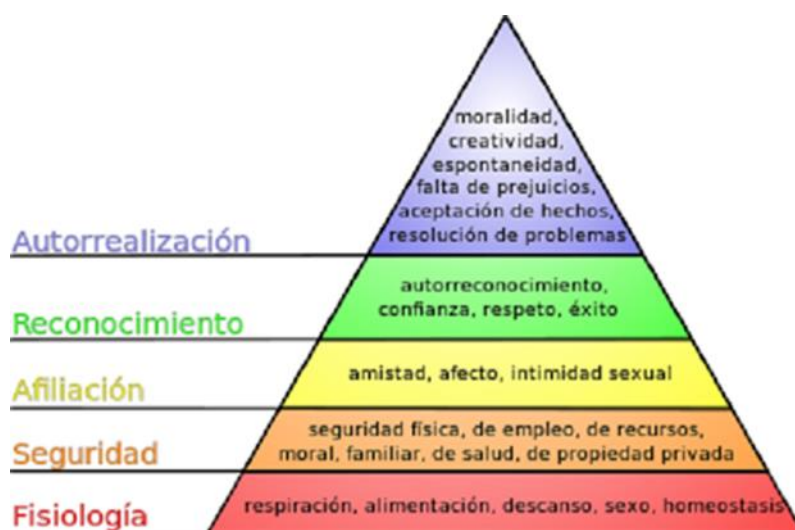 moralidad,
creatividad,
espontaneidad,
falta de prejuicios,
aceptación de hechos,
resolución de problemas
Autorrealización
autorreconocimiento,
confianza, respeto, éxito
Reconocimiento
amistad, afecto, intimidad sexual
Afiliación
seguridad física, de empleo, de recursos,
moral, familiar, de salud, de propiedad privada
Seguridad
respiración, alimentación, descanso, sexo, homeostasis
Fisiología